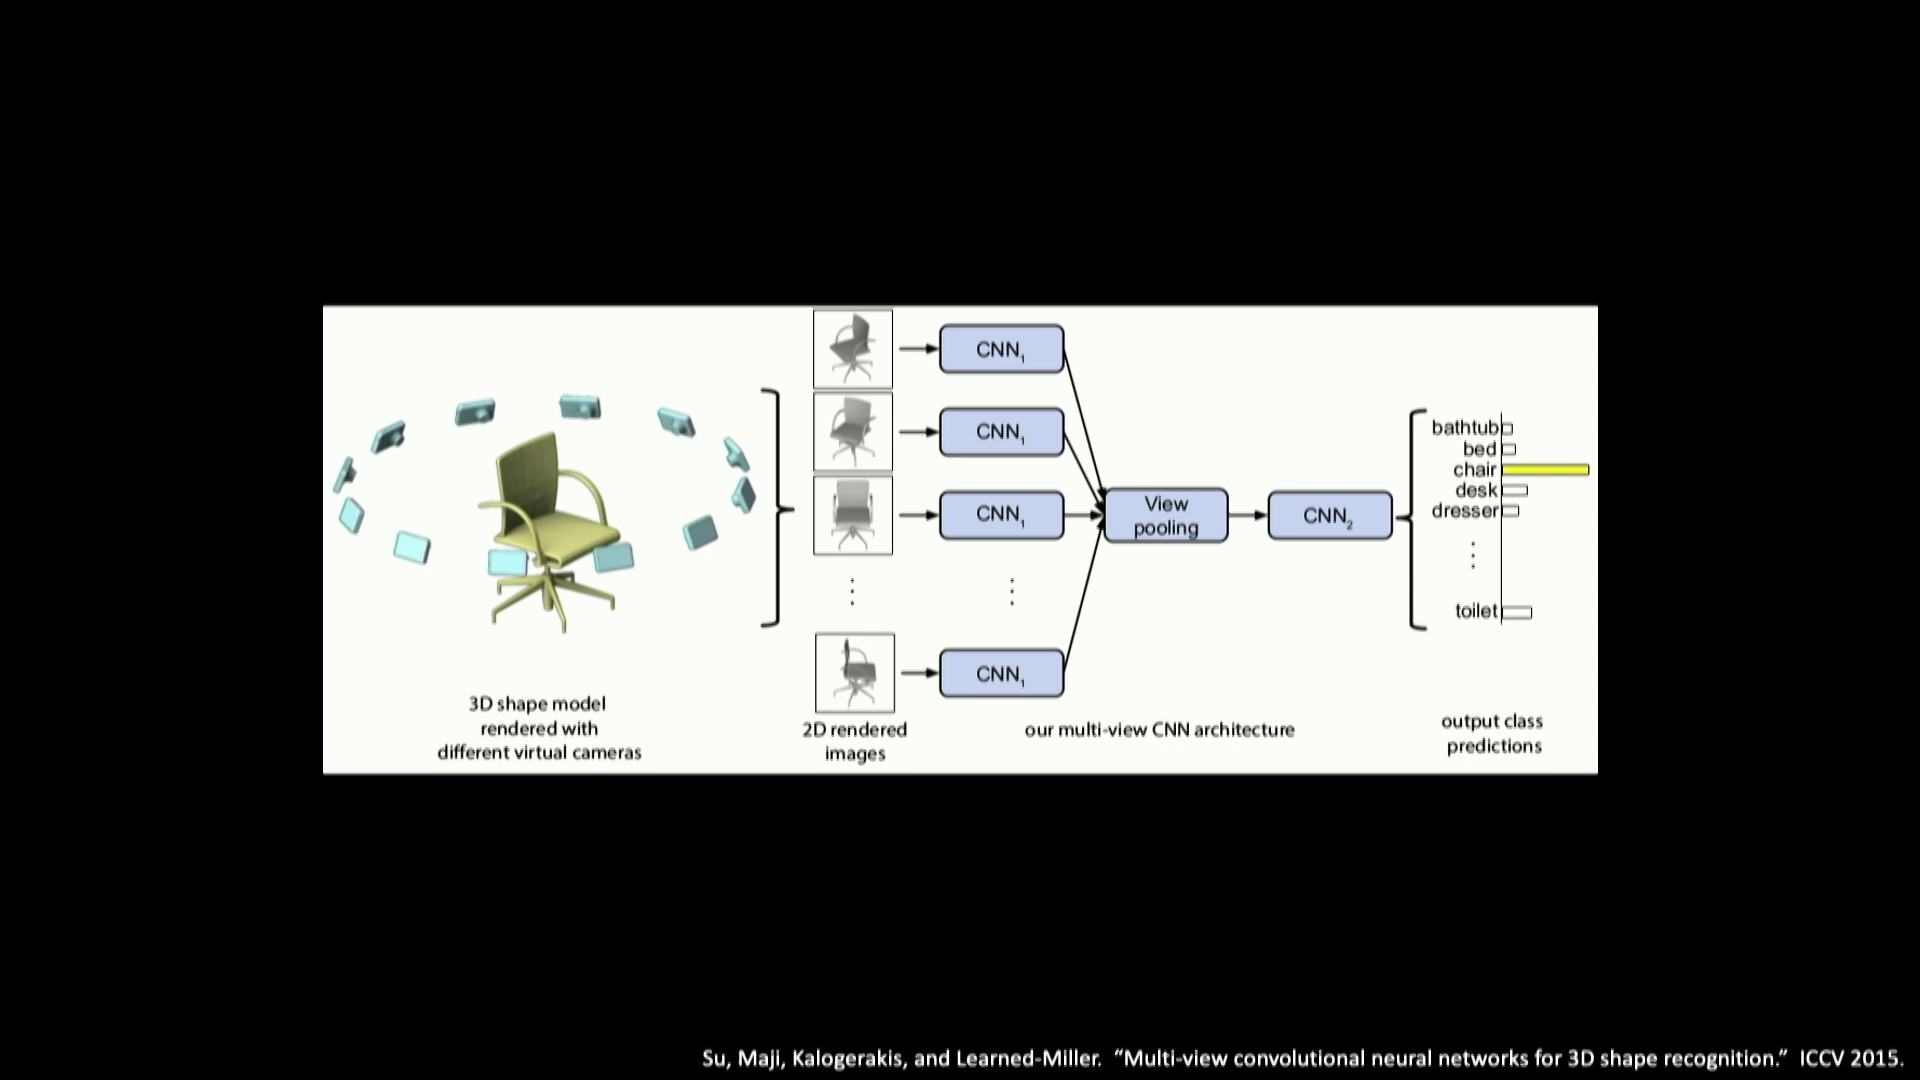 CNN₁
CNN₁
CNN₁
CNN₁
View
pooling
CNN₂
bathtub
bed
chair
desk
dresser
toilet
3D shape model
rendered with
different virtual cameras
2D rendered
images
our multi-view CNN architecture
output class
predictions
Su, Maji, Kalogerakis, and Learned-Miller. “Multi-view convolutional neural networks for 3D shape recognition.” ICCV 2015.